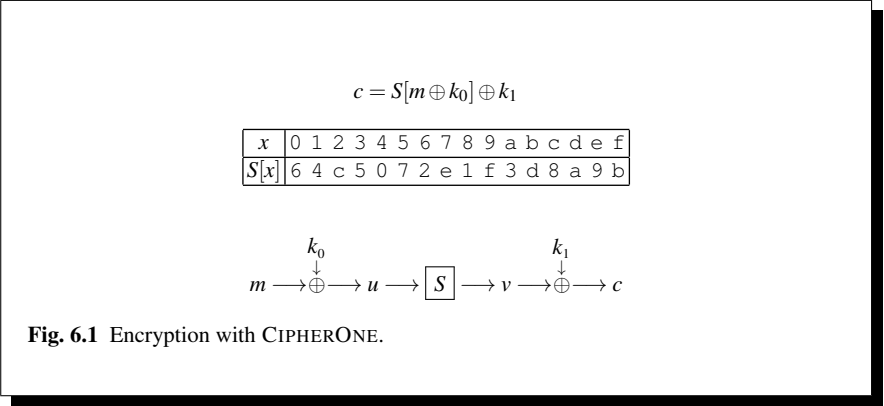 c = S[m ⊕ k₀] ⊕ k₁
x 0 1 2 3 4 5 6 7 8 9 a b c d e f
S[x] 6 4 c 5 0 7 2 e 1 f 3 d 8 a 9 b
k₀ k₁
m ⟶ ⊕ ⟶ u ⟶ S ⟶ v ⟶ ⊕ ⟶ c
Fig. 6.1 Encryption with CIPHERONE.